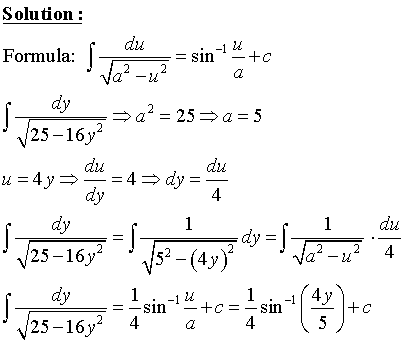 Solution :
Formula: ∫ du/√(a² − u²) = sin⁻¹ u/a + c
∫ dy/√(25 − 16y²) ⇒ a² = 25 ⇒ a = 5
u = 4y ⇒ du/dy = 4 ⇒ dy = du/4
∫ dy/√(25 − 16y²) = ∫ 1/√(5² − (4y)²) dy = ∫ 1/√(a² − u²) · du/4
∫ dy/√(25 − 16y²) = 1/4 sin⁻¹ u/a + c = 1/4 sin⁻¹ (4y/5) + c